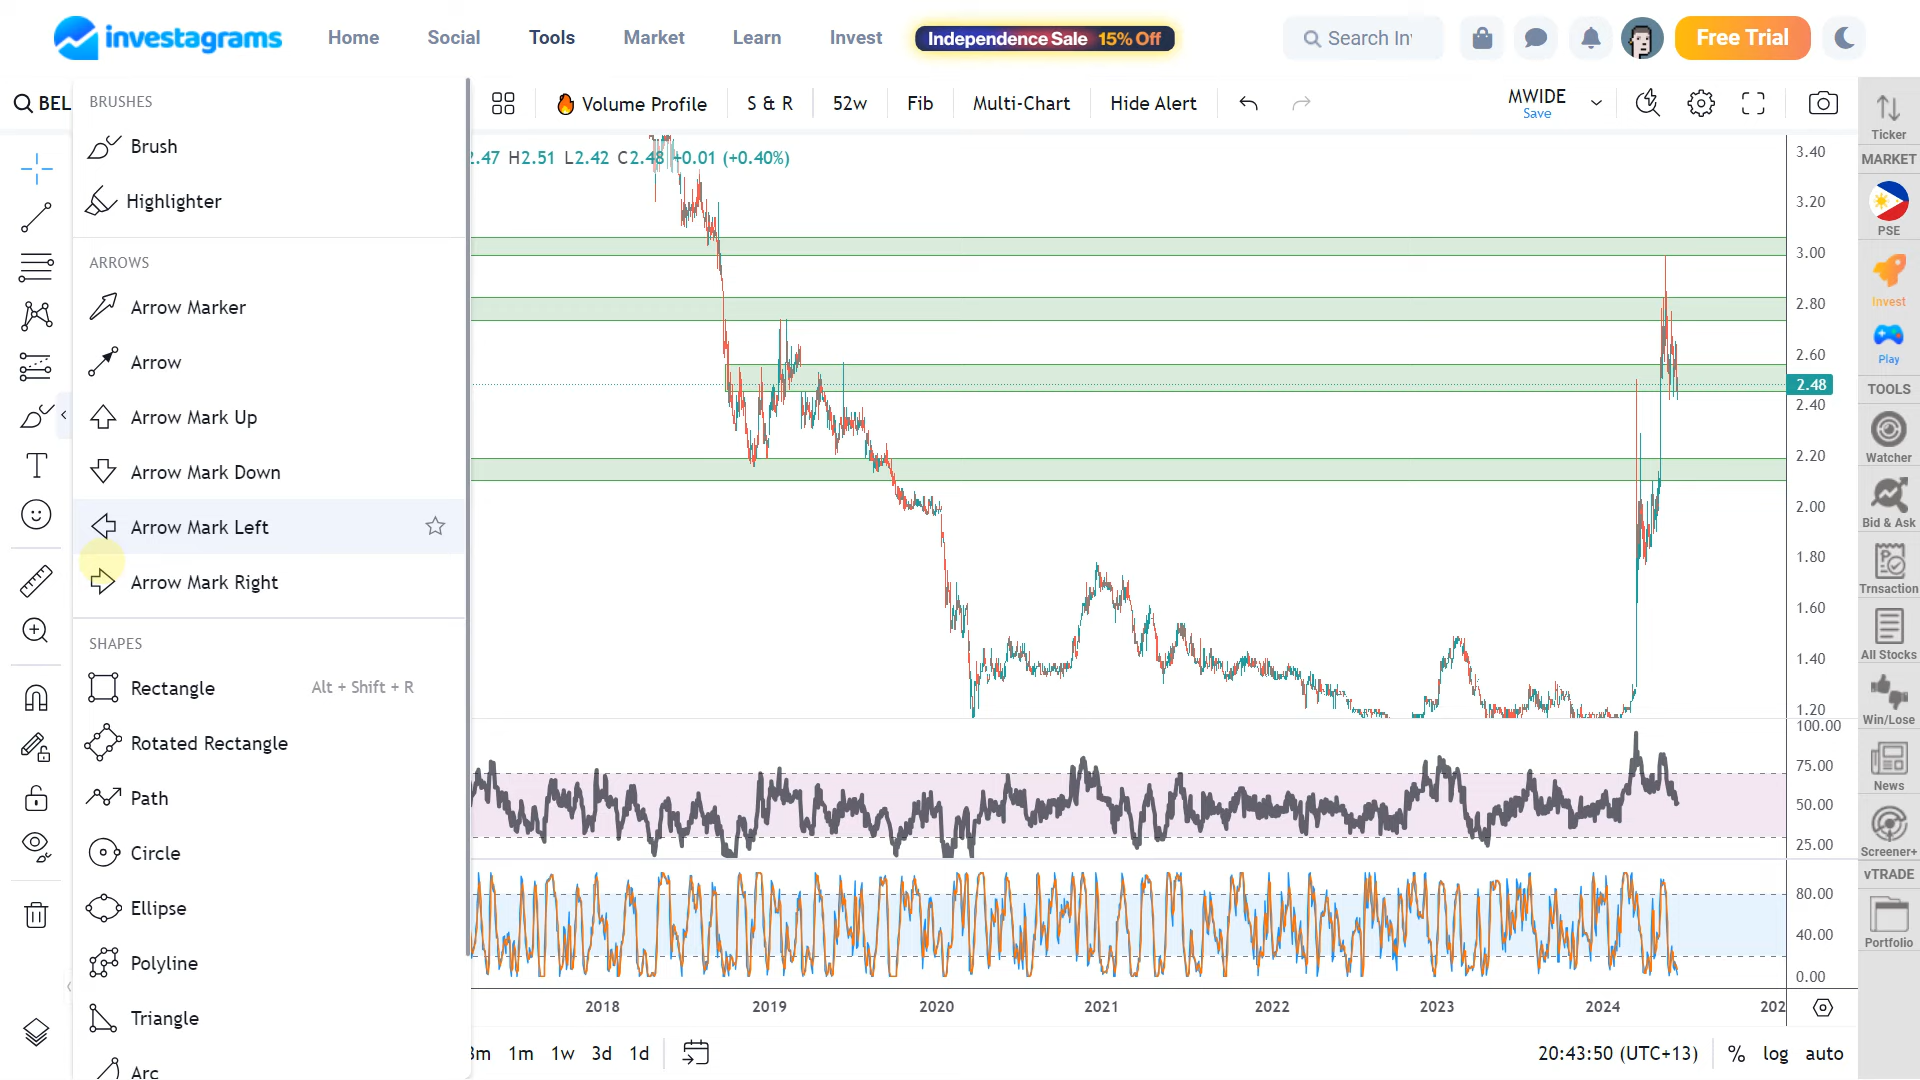 investagrams
Home
Social
Tools
Market
Learn
Invest
Independence Sale 15% Off
Search In
Free Trial
BEL
Volume Profile
S & R
52w
Fib
Multi-Chart
Hide Alert
MWIDE
Save
2.47 H2.51 L2.42 C2.48 +0.01 (+0.40%)
BRUSHES
Brush
Highlighter
ARROWS
Arrow Marker
Arrow
Arrow Mark Up
Arrow Mark Down
Arrow Mark Left
Arrow Mark Right
SHAPES
Rectangle Alt + Shift + R
Rotated Rectangle
Path
Circle
Ellipse
Polyline
Triangle
Arc
3.40
3.20
3.00
2.80
2.60
2.48
2.40
2.20
2.00
1.80
1.60
1.40
1.20
100.00
75.00
50.00
25.00
80.00
40.00
0.00
2018
2019
2020
2021
2022
2023
2024
202
3m
1m
1w
3d
1d
20:43:50 (UTC+13)
%
log
auto
Ticker
MARKET
PSE
Invest
Play
TOOLS
Watcher
Bid & Ask
Trnsaction
All Stocks
Win/Lose
News
Screener+
vTRADE
Portfolio